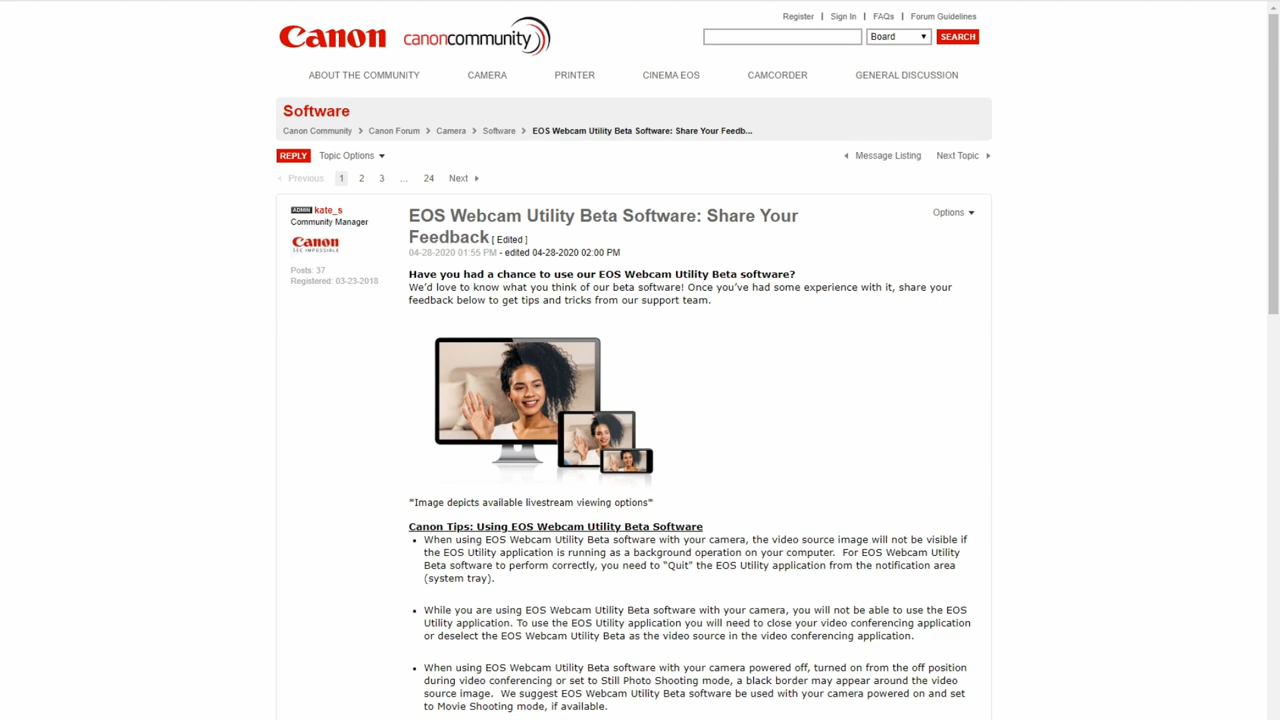 Register | Sign In | FAQs | Forum Guidelines
Canon canoncommunity Board SEARCH
ABOUT THE COMMUNITY CAMERA PRINTER CINEMA EOS CAMCORDER GENERAL DISCUSSION
Software
Canon Community > Canon Forum > Camera > Software > EOS Webcam Utility Beta Software: Share Your Feedb...
REPLY Topic Options Message Listing Next Topic
Previous 1 2 3 ... 24 Next
ADMIN kate_s
Community Manager
Canon
SEE IMPOSSIBLE
Posts: 37
Registered: 03-23-2018
EOS Webcam Utility Beta Software: Share Your
Feedback [ Edited ]
Options
04-28-2020 01:55 PM - edited 04-28-2020 02:00 PM
Have you had a chance to use our EOS Webcam Utility Beta software?
We'd love to know what you think of our beta software! Once you've had some experience with it, share your
feedback below to get tips and tricks from our support team.
*Image depicts available livestream viewing options*
Canon Tips: Using EOS Webcam Utility Beta Software
• When using EOS Webcam Utility Beta software with your camera, the video source image will not be visible if
the EOS Utility application is running as a background operation on your computer. For EOS Webcam Utility
Beta software to perform correctly, you need to "Quit" the EOS Utility application from the notification area
(system tray).
• While you are using EOS Webcam Utility Beta software with your camera, you will not be able to use the EOS
Utility application. To use the EOS Utility application you will need to close your video conferencing application
or deselect the EOS Webcam Utility Beta as the video source in the video conferencing application.
• When using EOS Webcam Utility Beta software with your camera powered off, turned on from the off position
during video conferencing or set to Still Photo Shooting mode, a black border may appear around the video
source image. We suggest EOS Webcam Utility Beta software be used with your camera powered on and set
to Movie Shooting mode, if available.